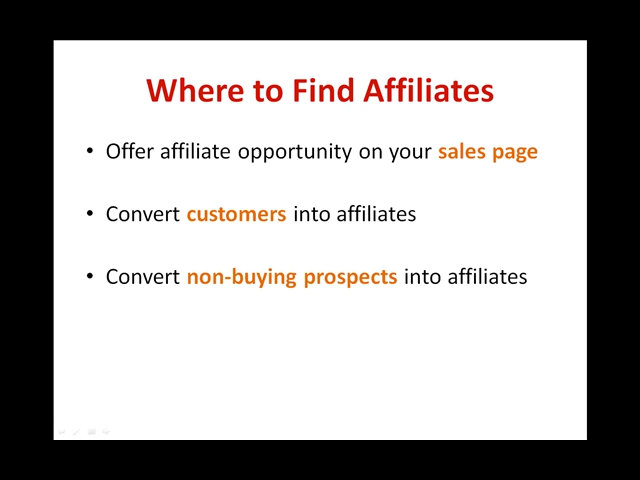 Where to Find Affiliates
• Offer affiliate opportunity on your sales page
• Convert customers into affiliates
• Convert non-buying prospects into affiliates